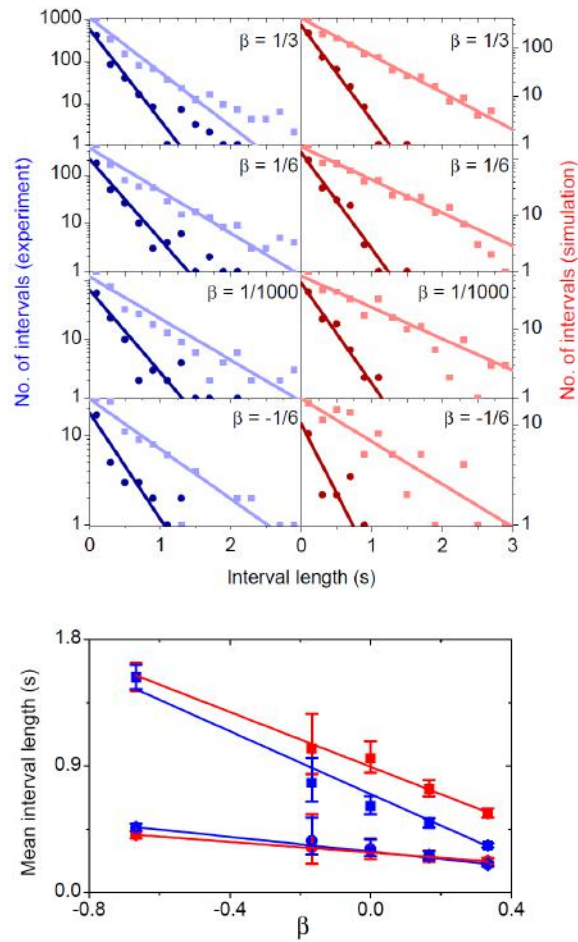 1000
100
10
1
β = 1/3
β = 1/3
100
10
1
100
10
1
β = 1/6
β = 1/6
10
1
10
1
β = 1/1000
β = 1/1000
10
1
10
1
β = -1/6
β = -1/6
10
1
0 1 2 0 1 2 3
Interval length (s)
No. of intervals (experiment)
No. of intervals (simulation)
1.8
0.9
0.0
-0.8 -0.4 0.0 0.4
Mean interval length (s)
β